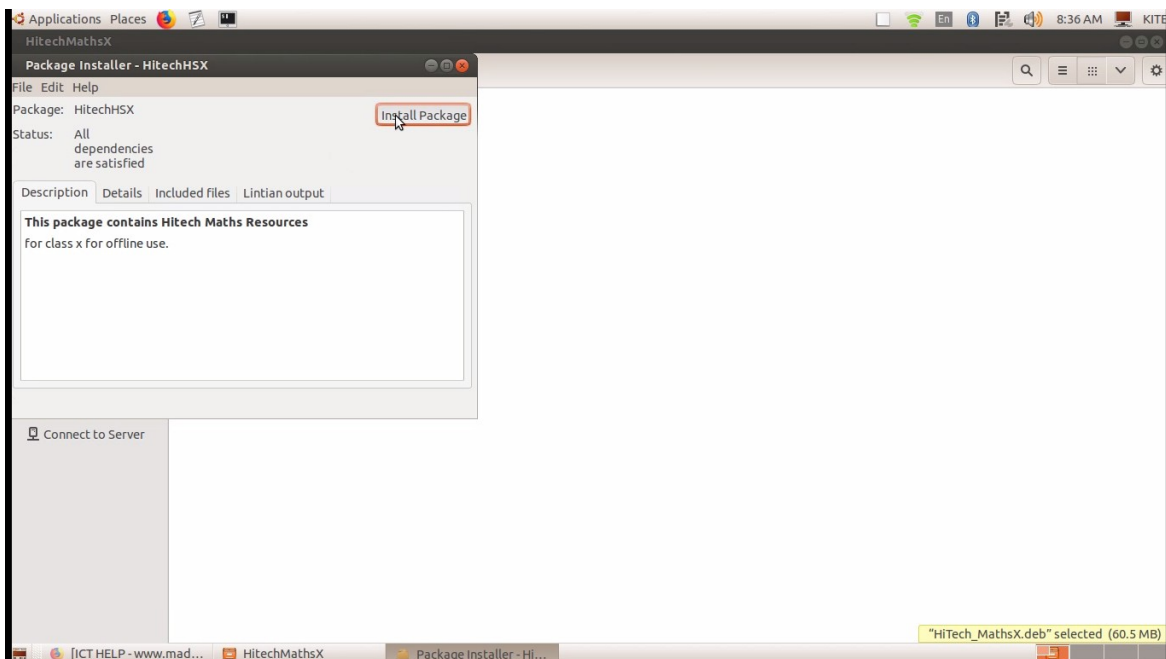 Applications Places En 8:36 AM KITE
HitechMathsX
Package Installer - HitechHSX
File Edit Help
Package: HitechHSX
Install Package
Status: All
dependencies
are satisfied
Description Details Included files Lintian output
This package contains Hitech Maths Resources
for class x for offline use.
Connect to Server
"HiTech_MathsX.deb" selected (60.5 MB)
[ICT HELP - www.mad... HitechMathsX Package Installer - Hi...